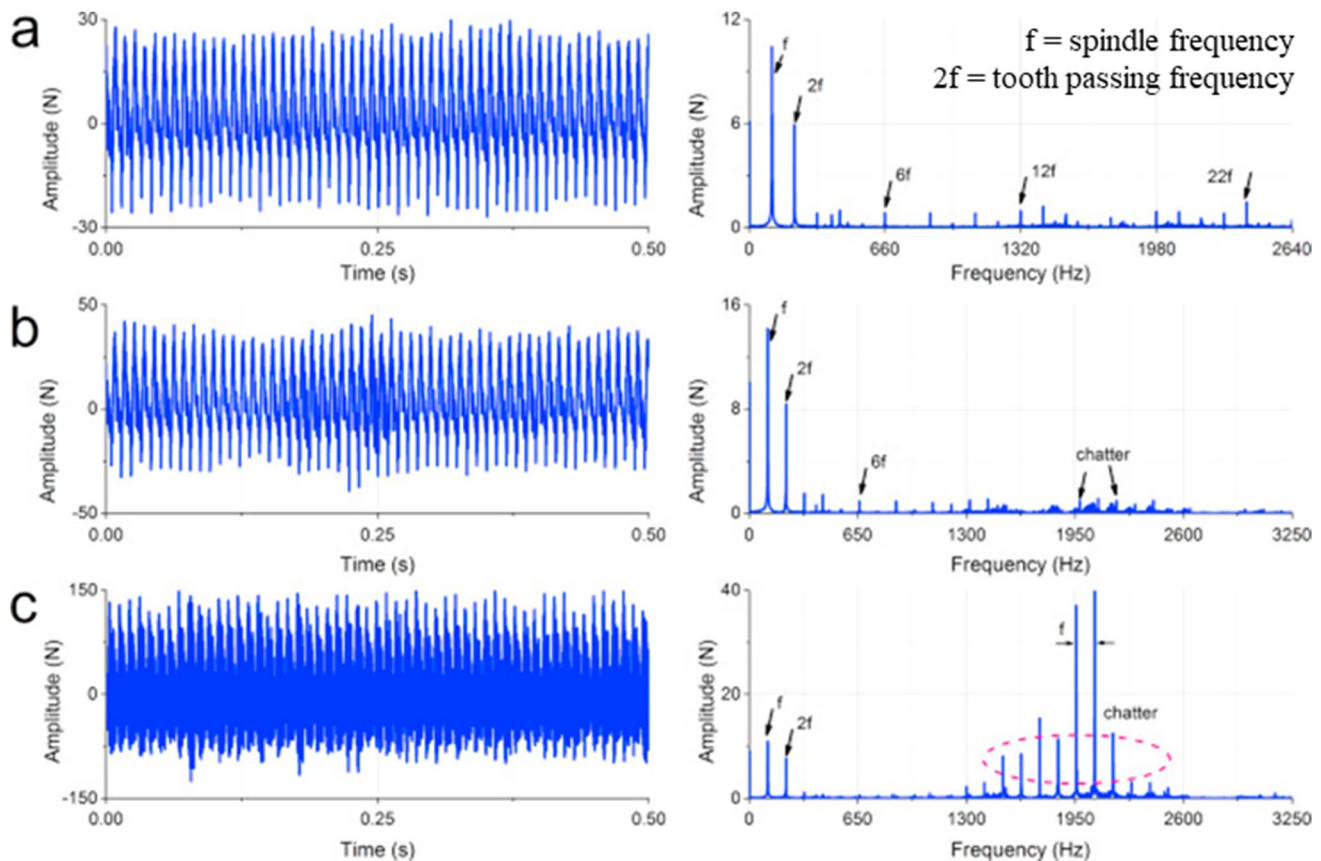 a
30
0
-30
Amplitude (N)
0.00
0.25
0.50
Time (s)
12
6
0
Amplitude (N)
f
2f
6f
12f
22f
f = spindle frequency
2f = tooth passing frequency
0
660
1320
1980
2640
Frequency (Hz)
b
50
0
-50
Amplitude (N)
0.00
0.25
0.50
Time (s)
16
8
0
Amplitude (N)
f
2f
6f
chatter
0
650
1300
1950
2600
3250
Frequency (Hz)
c
150
0
-150
Amplitude (N)
0.00
0.25
0.50
Time (s)
40
20
0
Amplitude (N)
f
2f
f
chatter
0
650
1300
1950
2600
3250
Frequency (Hz)